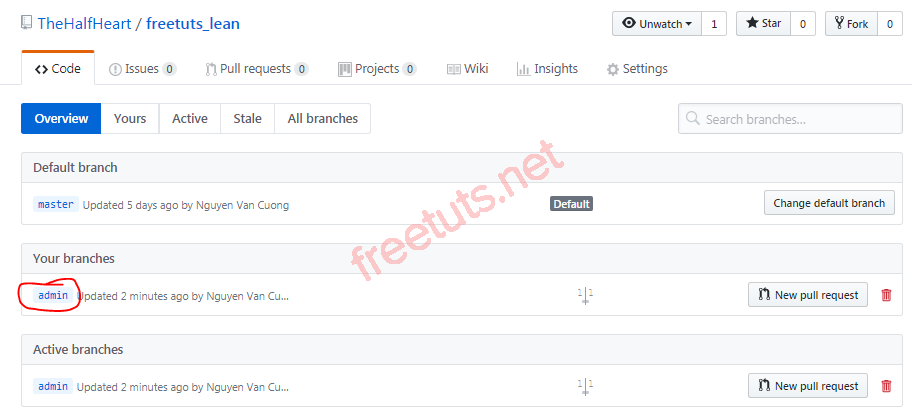 TheHalfHeart / freetuts_lean
Unwatch 1 Star 0 Fork 0
Code Issues 0 Pull requests 0 Projects 0 Wiki Insights Settings
Overview Yours Active Stale All branches Search branches...
Default branch
master Updated 5 days ago by Nguyen Van Cuong Default Change default branch
freetuts.net
Your branches
admin Updated 2 minutes ago by Nguyen Van Cu... 1 1 New pull request
Active branches
admin Updated 2 minutes ago by Nguyen Van Cu... 1 1 New pull request